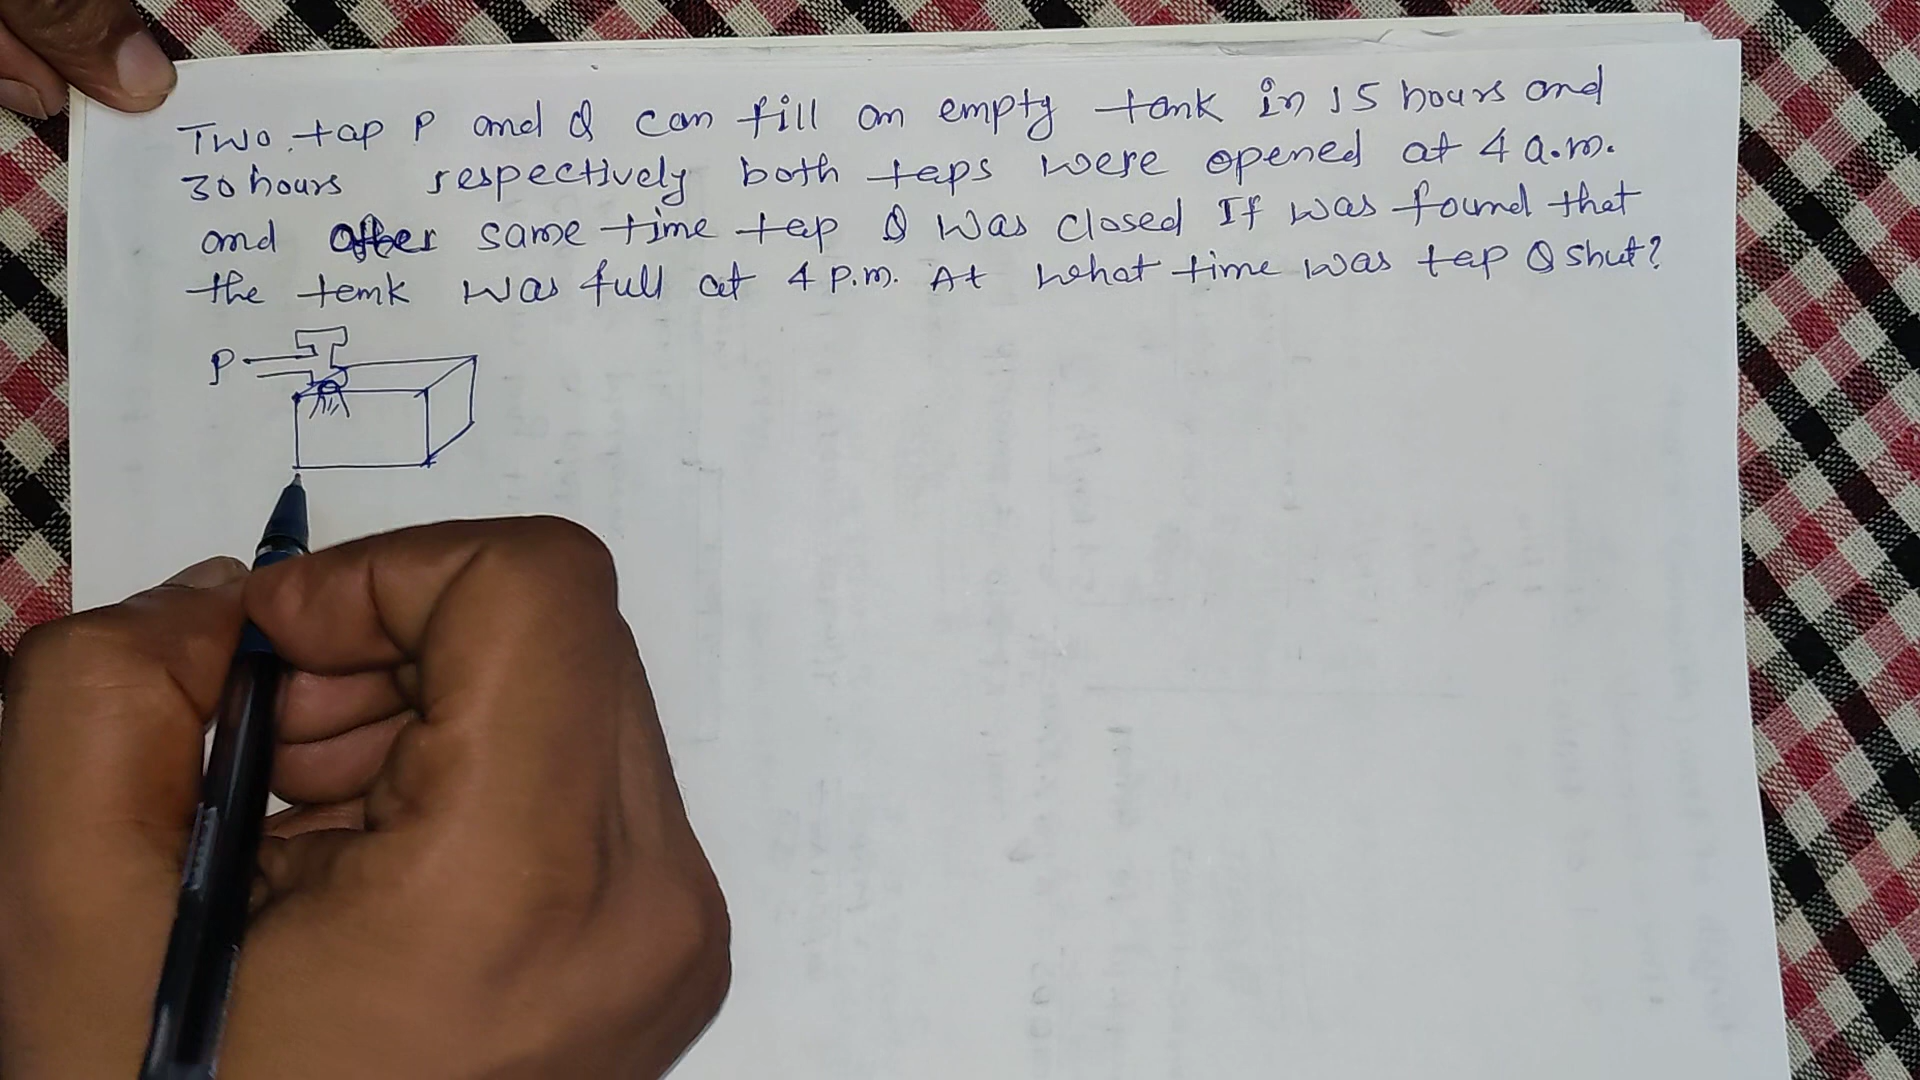 Two tap P and Q can fill an empty tank in 15 hours and
30 hours respectively both taps were opened at 4 a.m.
and after same time tap Q was closed If was found that
the tank was full at 4 P.m. At what time was tap Q shut?
P